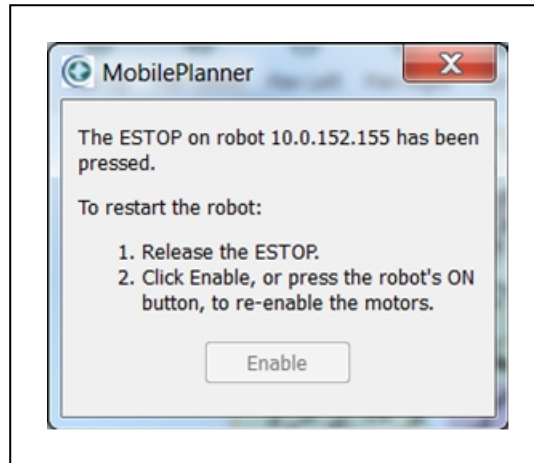 MobilePlanner
The ESTOP on robot 10.0.152.155 has been
pressed.
To restart the robot:
1. Release the ESTOP.
2. Click Enable, or press the robot's ON
button, to re-enable the motors.
Enable